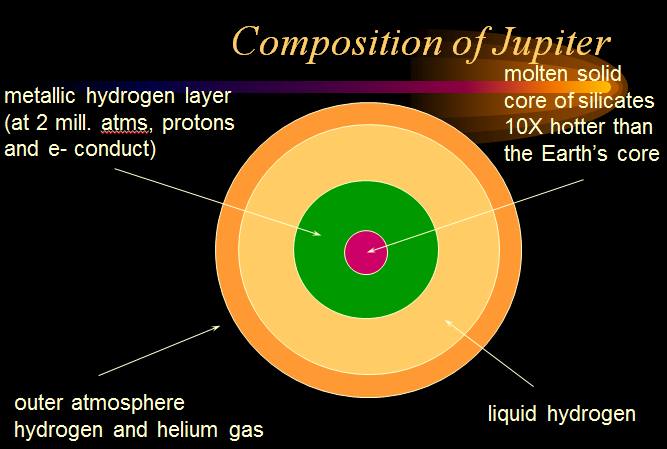 Composition of Jupiter
metallic hydrogen layer
(at 2 mill. atms, protons
and e- conduct)
molten solid
core of silicates
10X hotter than
the Earth's core
outer atmosphere
hydrogen and helium gas
liquid hydrogen